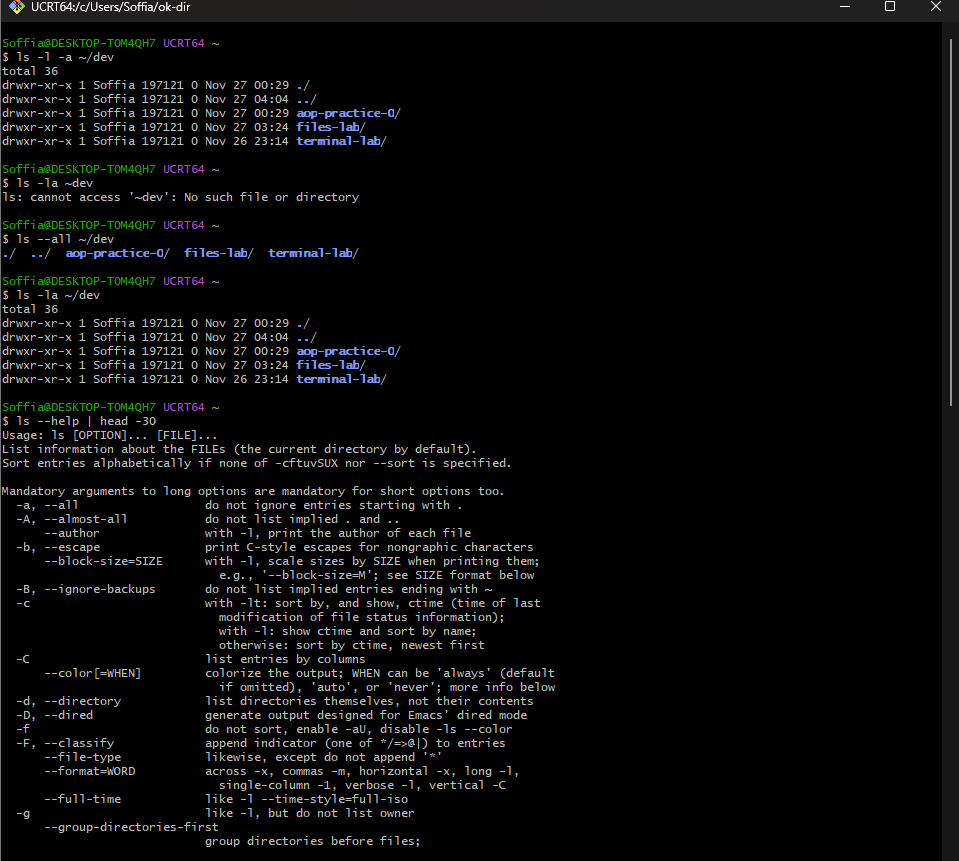 UCRT64:/c/Users/Soffia/ok-dir
Soffia@DESKTOP-TOM4QH7 UCRT64 ~
$ ls -l -a ~/dev
total 36
drwxr-xr-x 1 Soffia 197121 0 Nov 27 00:29 ./
drwxr-xr-x 1 Soffia 197121 0 Nov 27 04:04 ../
drwxr-xr-x 1 Soffia 197121 0 Nov 27 00:29 aop-practice-0/
drwxr-xr-x 1 Soffia 197121 0 Nov 27 03:24 files-lab/
drwxr-xr-x 1 Soffia 197121 0 Nov 26 23:14 terminal-lab/
Soffia@DESKTOP-TOM4QH7 UCRT64 ~
$ ls -la ~dev
ls: cannot access '~dev': No such file or directory
Soffia@DESKTOP-TOM4QH7 UCRT64 ~
$ ls --all ~/dev
./  ../  aop-practice-0/  files-lab/  terminal-lab/
Soffia@DESKTOP-TOM4QH7 UCRT64 ~
$ ls -la ~/dev
total 36
drwxr-xr-x 1 Soffia 197121 0 Nov 27 00:29 ./
drwxr-xr-x 1 Soffia 197121 0 Nov 27 04:04 ../
drwxr-xr-x 1 Soffia 197121 0 Nov 27 00:29 aop-practice-0/
drwxr-xr-x 1 Soffia 197121 0 Nov 27 03:24 files-lab/
drwxr-xr-x 1 Soffia 197121 0 Nov 26 23:14 terminal-lab/
Soffia@DESKTOP-TOM4QH7 UCRT64 ~
$ ls --help | head -30
Usage: ls [OPTION]... [FILE]...
List information about the FILEs (the current directory by default).
Sort entries alphabetically if none of -cftuvSUX nor --sort is specified.
Mandatory arguments to long options are mandatory for short options too.
  -a, --all                  do not ignore entries starting with .
  -A, --almost-all           do not list implied . and ..
      --author               with -l, print the author of each file
  -b, --escape               print C-style escapes for nongraphic characters
      --block-size=SIZE      with -l, scale sizes by SIZE when printing them;
                               e.g., '--block-size=M'; see SIZE format below
  -B, --ignore-backups       do not list implied entries ending with ~
  -c                         with -lt: sort by, and show, ctime (time of last
                               modification of file status information);
                               with -l: show ctime and sort by name;
                               otherwise: sort by ctime, newest first
  -C                         list entries by columns
      --color[=WHEN]         colorize the output; WHEN can be 'always' (default
                               if omitted), 'auto', or 'never'; more info below
  -d, --directory            list directories themselves, not their contents
  -D, --dired                generate output designed for Emacs' dired mode
  -f                         do not sort, enable -aU, disable -ls --color
  -F, --classify             append indicator (one of */=>@|) to entries
      --file-type            likewise, except do not append '*'
      --format=WORD          across -x, commas -m, horizontal -x, long -l,
                               single-column -1, verbose -l, vertical -C
      --full-time            like -l --time-style=full-iso
  -g                         like -l, but do not list owner
      --group-directories-first
                             group directories before files;